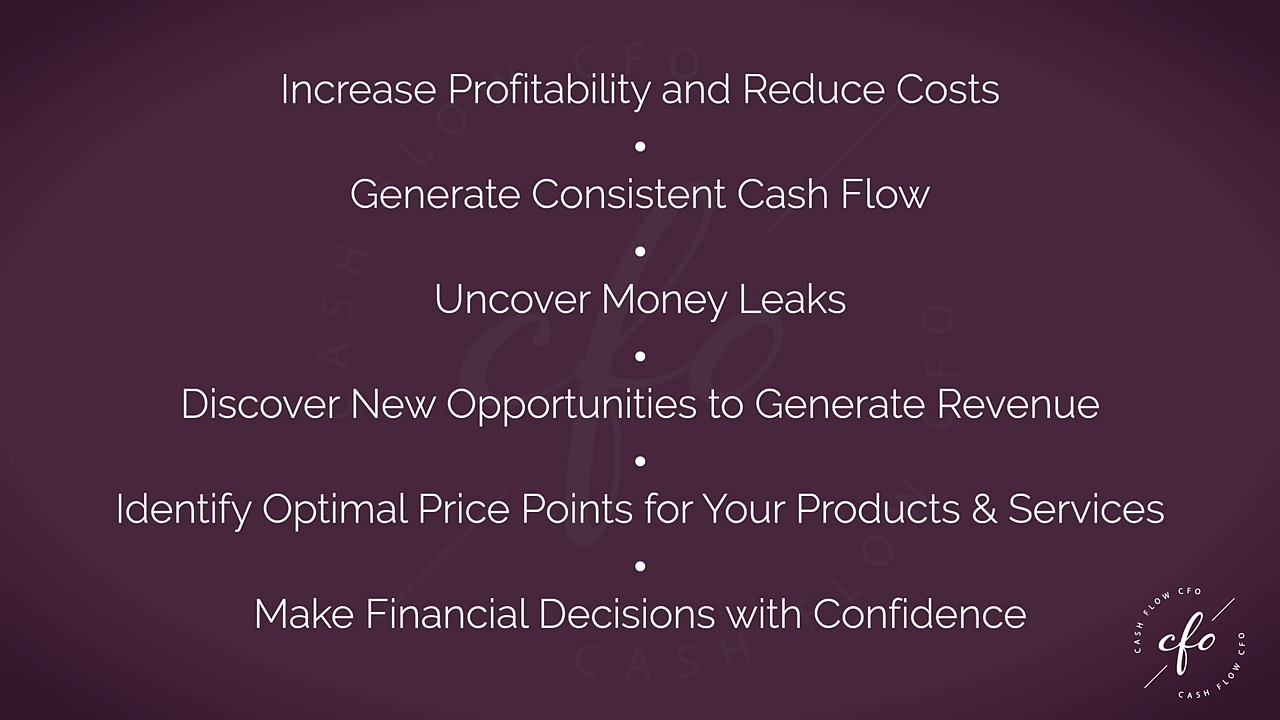 Increase Profitability and Reduce Costs
•
Generate Consistent Cash Flow
•
Uncover Money Leaks
•
Discover New Opportunities to Generate Revenue
•
Identify Optimal Price Points for Your Products & Services
•
Make Financial Decisions with Confidence
CASH FLOW CFO
cfo
CASH FLOW CFO